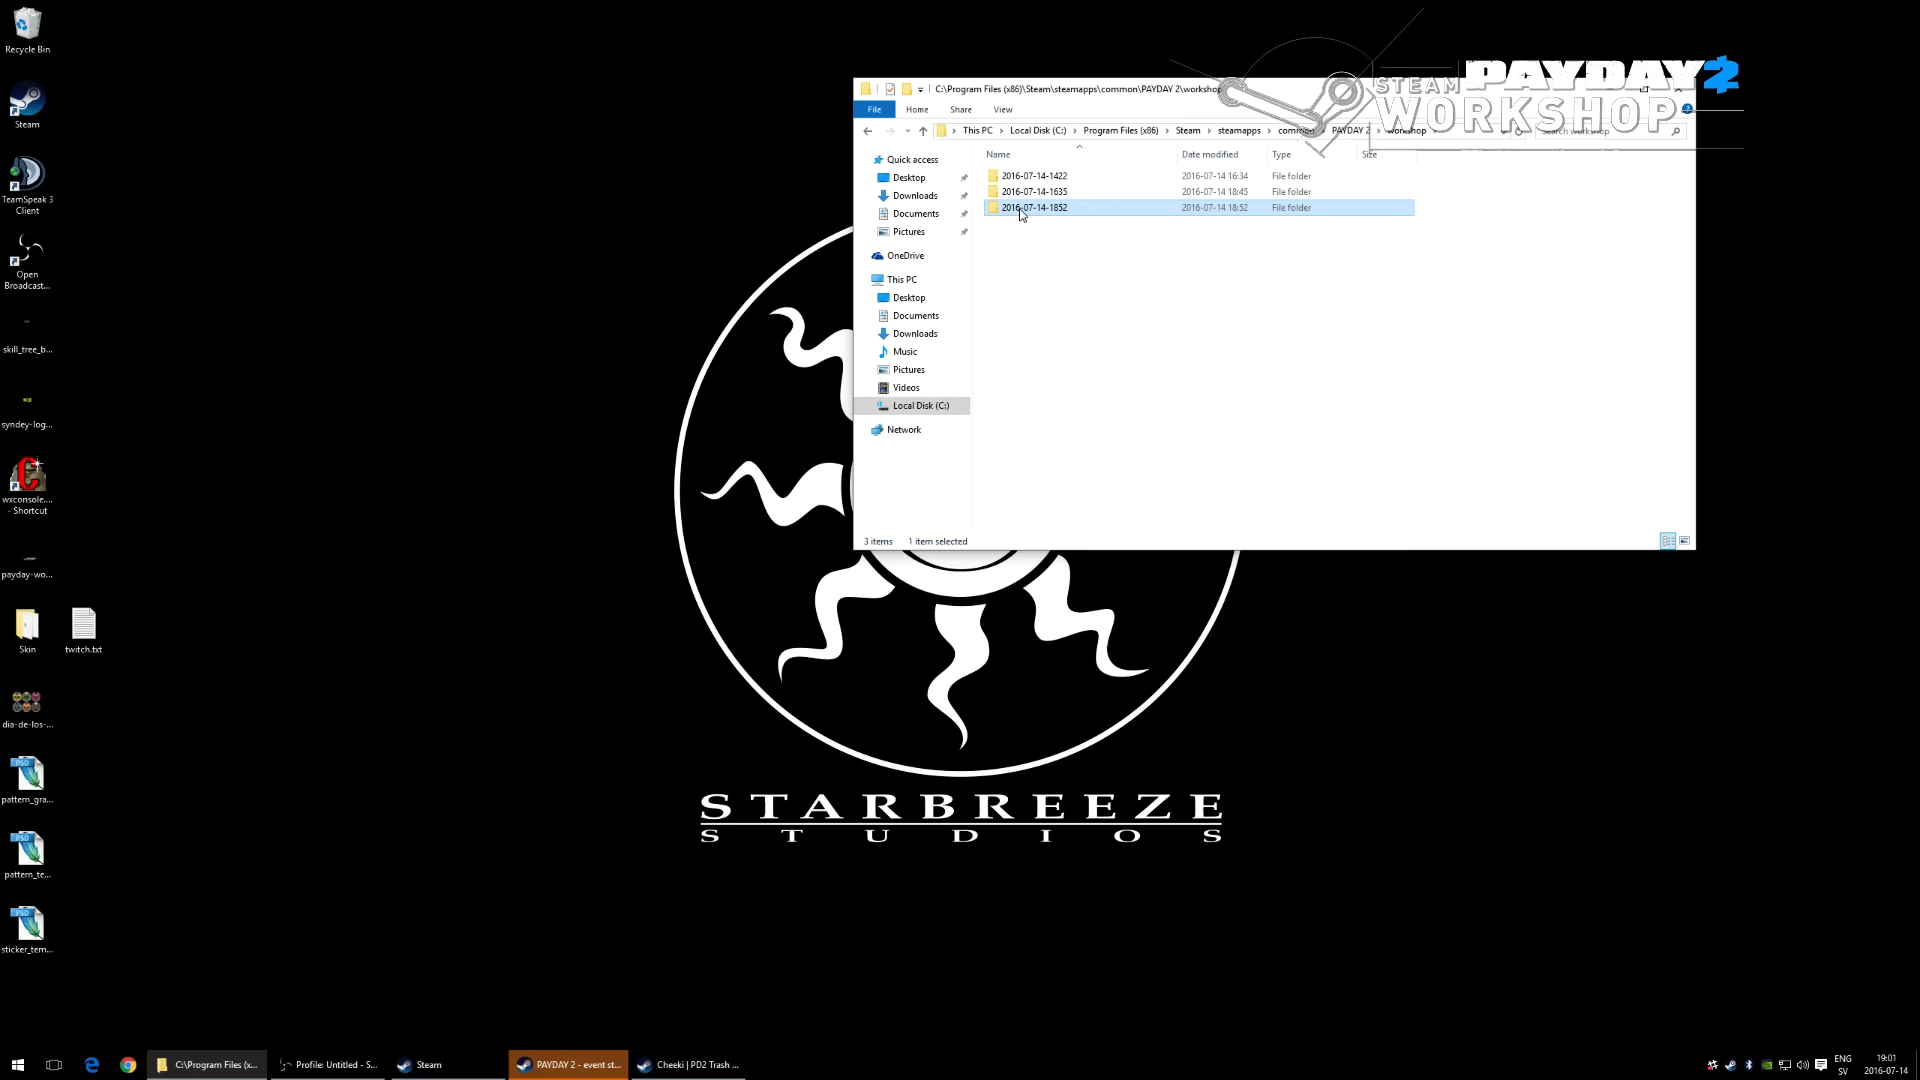 Recycle Bin
Steam
TeamSpeak 3
Client
Open
Broadcast...
skill_tree_b...
syndey-log...
wxconsole....
- Shortcut
payday-wo...
Skin
twitch.txt
dia-de-los-...
pattern_gra...
pattern_te...
sticker_tem...
C:\Program Files (x86)\Steam\steamapps\common\PAYDAY 2\workshop
STEAM PAYDAY 2
WORKSHOP
File Home Share View
This PC > Local Disk (C:) > Program Files (x86) > Steam > steamapps > common > PAYDAY 2 > workshop >
Search workshop
Name Date modified Type Size
Quick access
Desktop
Downloads
Documents
Pictures
OneDrive
This PC
Desktop
Documents
Downloads
Music
Pictures
Videos
Local Disk (C:)
Network
2016-07-14-1422 2016-07-14 16:34 File folder
2016-07-14-1635 2016-07-14 18:45 File folder
2016-07-14-1852 2016-07-14 18:52 File folder
3 items 1 item selected
STARBREEZE
STUDIOS
C:\Program Files (x...
Profile: Untitled - S...
Steam
PAYDAY 2 - event st...
Cheeki | PD2 Trash ...
ENG
SV
19:01
2016-07-14